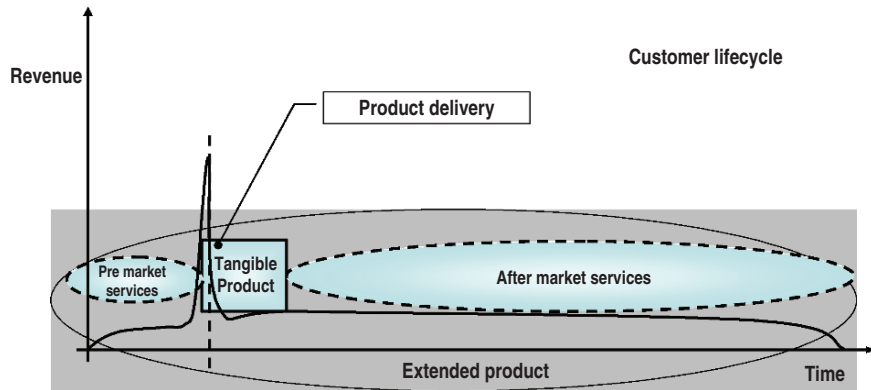 Customer lifecycle
Revenue
Product delivery
Pre market
services
Tangible
Product
After market services
Extended product
Time